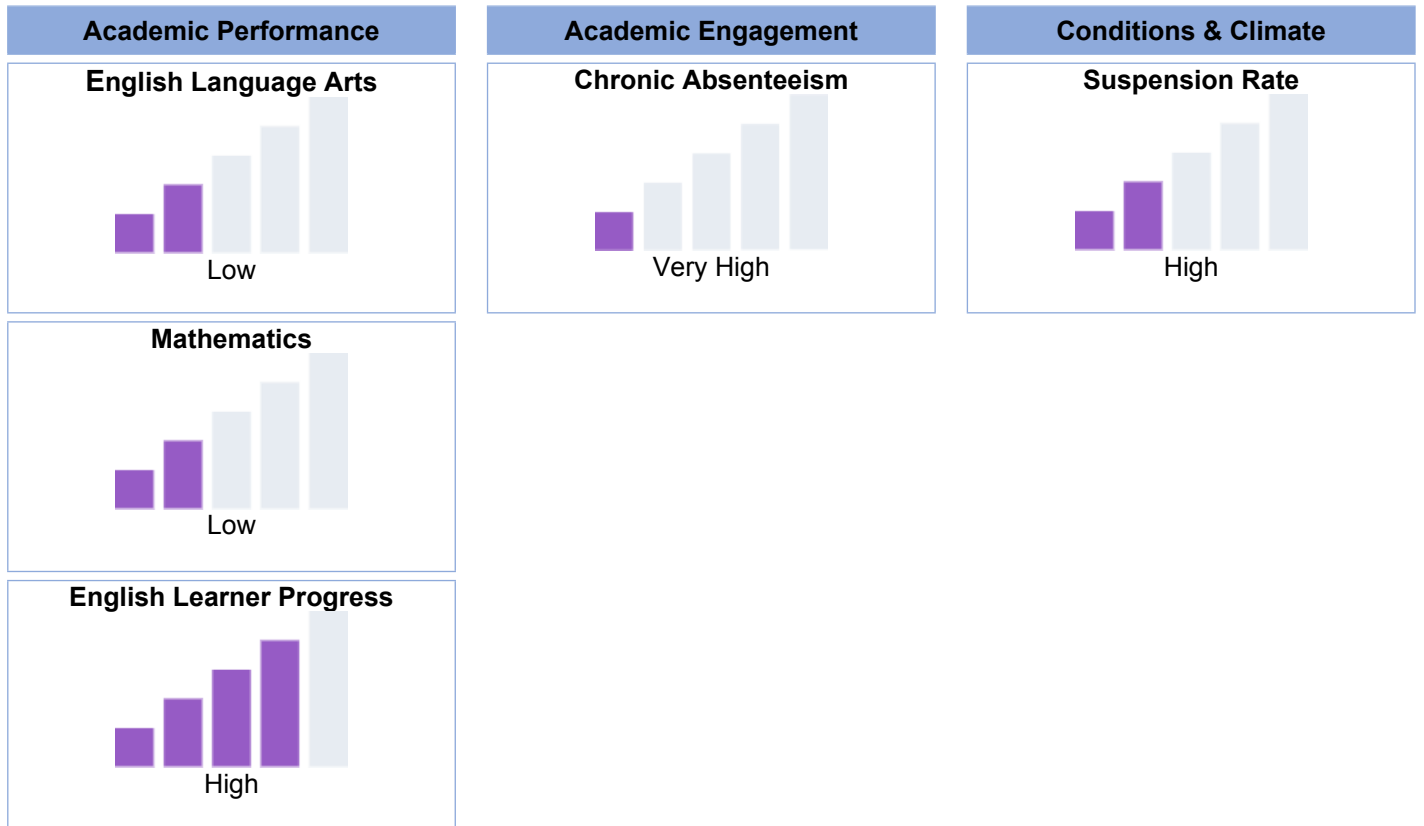 Academic Performance
English Language Arts
Low
Mathematics
Low
English Learner Progress
High
Academic Engagement
Chronic Absenteeism
Very High
Conditions & Climate
Suspension Rate
High